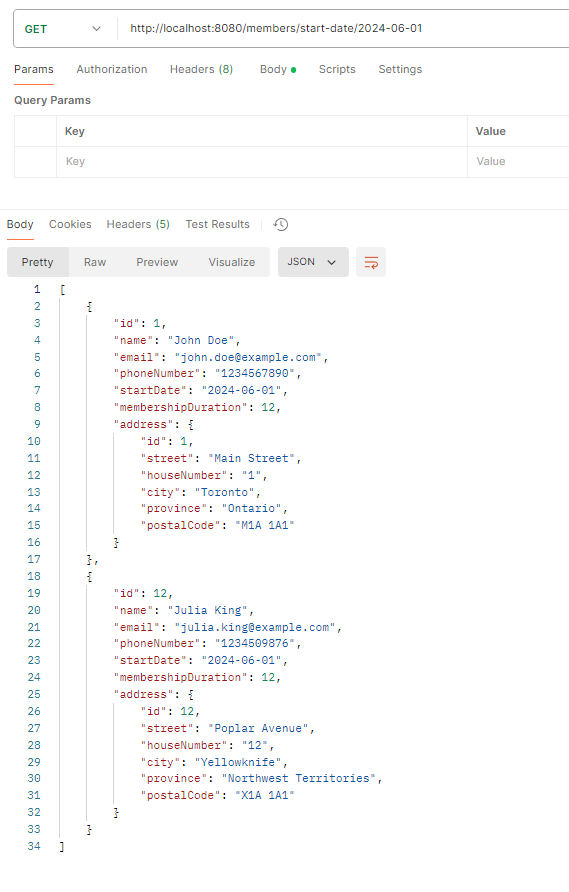 GET http://localhost:8080/members/start-date/2024-06-01
Params Authorization Headers (8) Body Scripts Settings
Query Params
Key Value
Key Value
Body Cookies Headers (5) Test Results
Pretty Raw Preview Visualize JSON
1 [
2 {
3 "id": 1,
4 "name": "John Doe",
5 "email": "john.doe@example.com",
6 "phoneNumber": "1234567890",
7 "startDate": "2024-06-01",
8 "membershipDuration": 12,
9 "address": {
10 "id": 1,
11 "street": "Main Street",
12 "houseNumber": "1",
13 "city": "Toronto",
14 "province": "Ontario",
15 "postalCode": "M1A 1A1"
16 }
17 },
18 {
19 "id": 12,
20 "name": "Julia King",
21 "email": "julia.king@example.com",
22 "phoneNumber": "1234509876",
23 "startDate": "2024-06-01",
24 "membershipDuration": 12,
25 "address": {
26 "id": 12,
27 "street": "Poplar Avenue",
28 "houseNumber": "12",
29 "city": "Yellowknife",
30 "province": "Northwest Territories",
31 "postalCode": "X1A 1A1"
32 }
33 }
34 ]